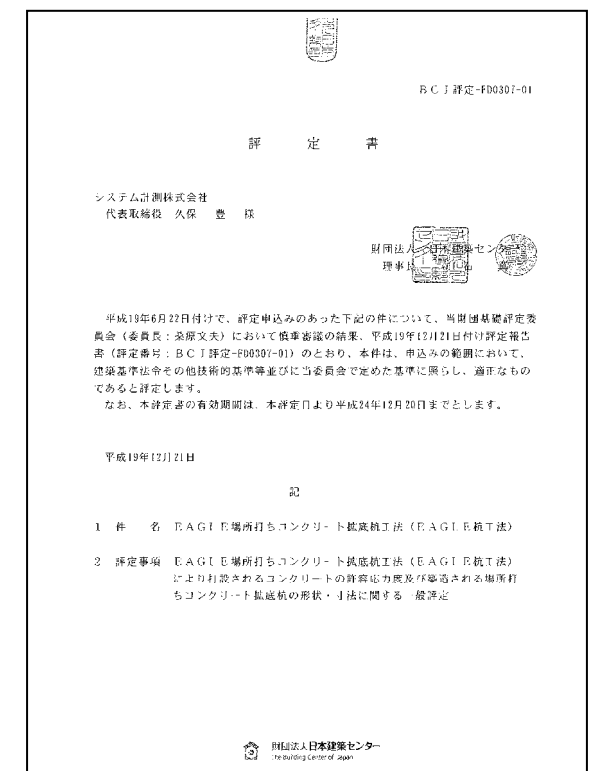 BCJ評定-FD0307-01
評 定 書
システム計測株式会社
代表取締役 久保 豊 様
財団法人 日本建築センター
理事長
平成19年6月22日付けで、評定申込みのあった下記の件について、当財団基礎評定委
員会（委員長：桑原文夫）において慎重審議の結果、平成19年12月21日付け評定報告
書（評定番号：BCJ評定-FD0307-01）のとおり、本件は、申込みの範囲において、
建築基準法令その他技術的基準等並びに当委員会で定めた基準に照らし、適正なもの
であると評定します。
なお、本評定書の有効期間は、本評定日より平成24年12月20日までとします。
平成19年12月21日
記
1 件 名 EAGLE場所打ちコンクリート拡底杭工法（EAGLE杭工法）
2 評定事項 EAGLE場所打ちコンクリート拡底杭工法（EAGLE杭工法）
により打設されるコンクリートの許容応力度及び築造される場所打
ちコンクリート拡底杭の形状・寸法に関する一般評定
財団法人日本建築センター
The Building Center of Japan